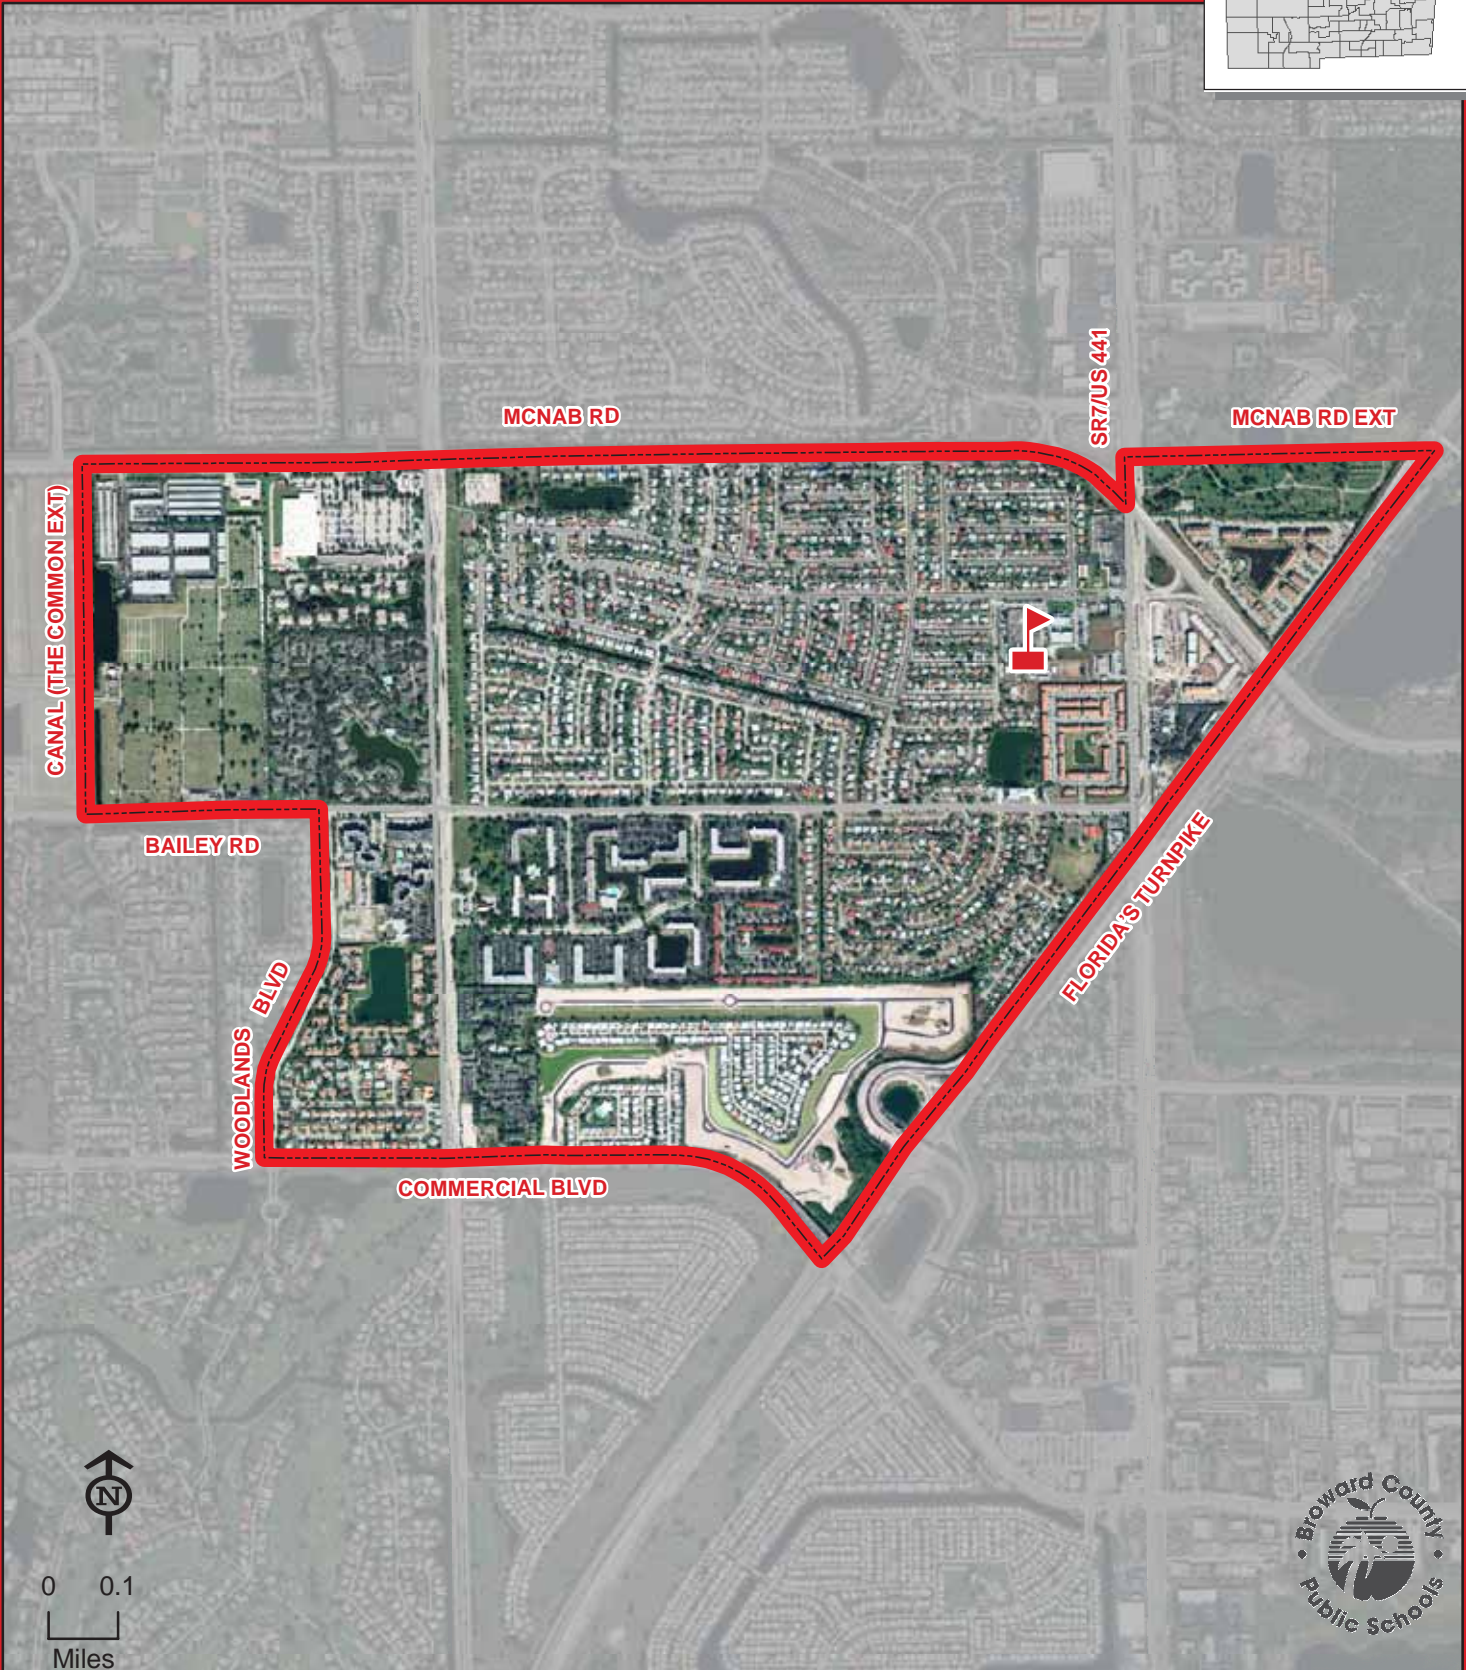 SR7/US 441
MCNAB RD
MCNAB RD EXT
CANAL (THE COMMON EXT)
BAILEY RD
FLORIDA'S TURNPIKE
WOODLANDS BLVD
COMMERCIAL BLVD
N
0 0.1
Miles
Broward County
Public Schools